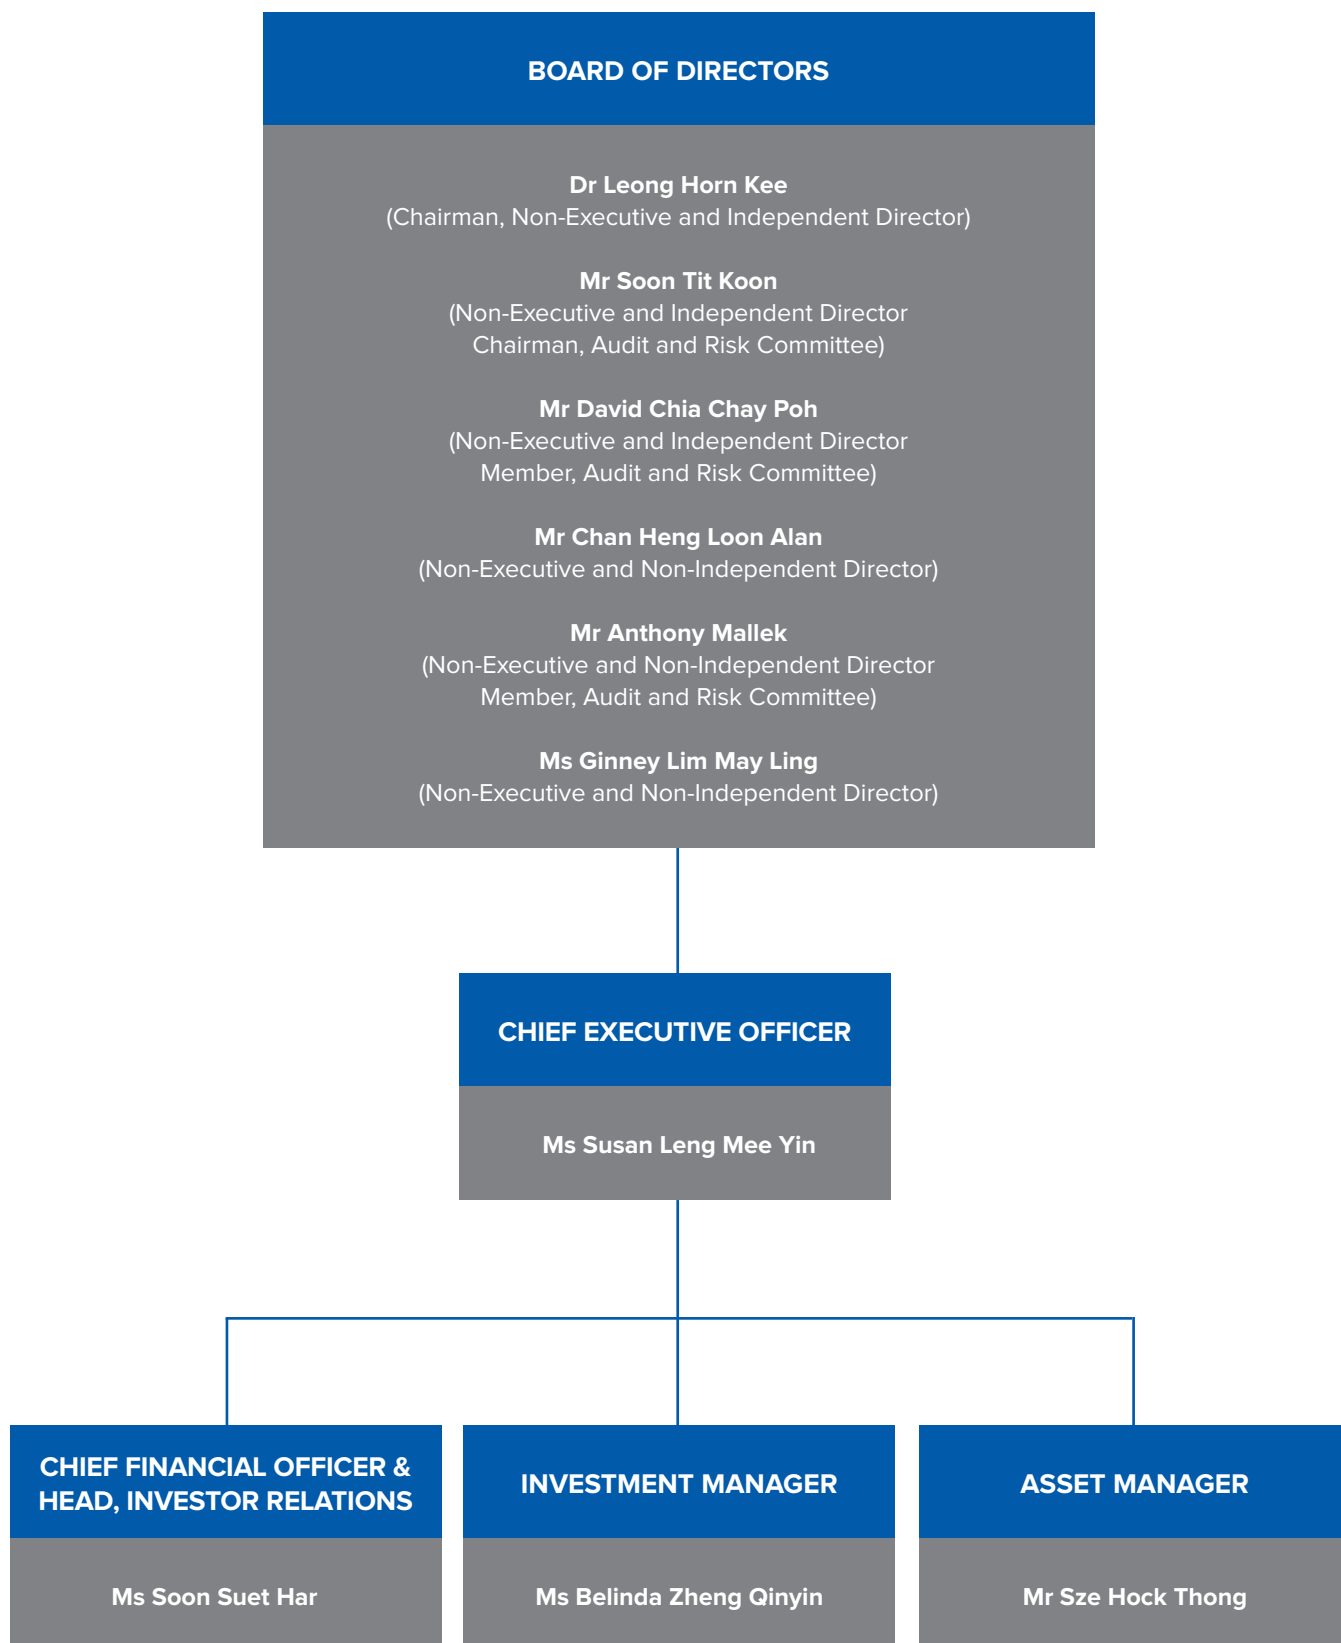 BOARD OF DIRECTORS
Dr Leong Horn Kee
(Chairman, Non-Executive and Independent Director)
Mr Soon Tit Koon
(Non-Executive and Independent Director
Chairman, Audit and Risk Committee)
Mr David Chia Chay Poh
(Non-Executive and Independent Director
Member, Audit and Risk Committee)
Mr Chan Heng Loon Alan
(Non-Executive and Non-Independent Director)
Mr Anthony Mallek
(Non-Executive and Non-Independent Director
Member, Audit and Risk Committee)
Ms Ginney Lim May Ling
(Non-Executive and Non-Independent Director)
CHIEF EXECUTIVE OFFICER
Ms Susan Leng Mee Yin
CHIEF FINANCIAL OFFICER &
HEAD, INVESTOR RELATIONS
Ms Soon Suet Har
INVESTMENT MANAGER
Ms Belinda Zheng Qinyin
ASSET MANAGER
Mr Sze Hock Thong